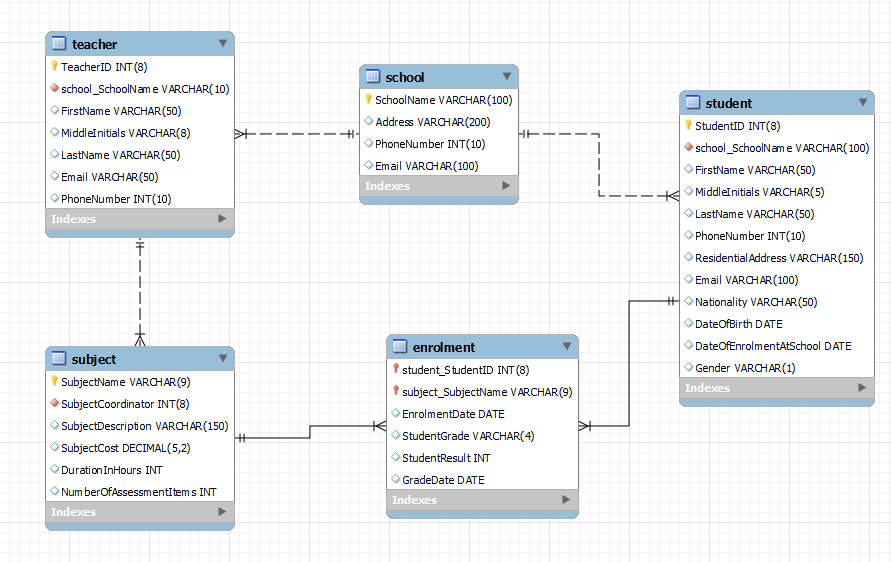 teacher
TeacherID INT(8)
school_SchoolName VARCHAR(10)
FirstName VARCHAR(50)
MiddleInitials VARCHAR(8)
LastName VARCHAR(50)
Email VARCHAR(50)
PhoneNumber INT(10)
Indexes
school
SchoolName VARCHAR(100)
Address VARCHAR(200)
PhoneNumber INT(10)
Email VARCHAR(100)
Indexes
student
StudentID INT(8)
school_SchoolName VARCHAR(100)
FirstName VARCHAR(50)
MiddleInitials VARCHAR(5)
LastName VARCHAR(50)
PhoneNumber INT(10)
ResidentialAddress VARCHAR(150)
Email VARCHAR(100)
Nationality VARCHAR(50)
DateOfBirth DATE
DateOfEnrolmentAtSchool DATE
Gender VARCHAR(1)
Indexes
subject
SubjectName VARCHAR(9)
SubjectCoordinator INT(8)
SubjectDescription VARCHAR(150)
SubjectCost DECIMAL(5,2)
DurationInHours INT
NumberOfAssessmentItems INT
Indexes
enrolment
student_StudentID INT(8)
subject_SubjectName VARCHAR(9)
EnrolmentDate DATE
StudentGrade VARCHAR(4)
StudentResult INT
GradeDate DATE
Indexes